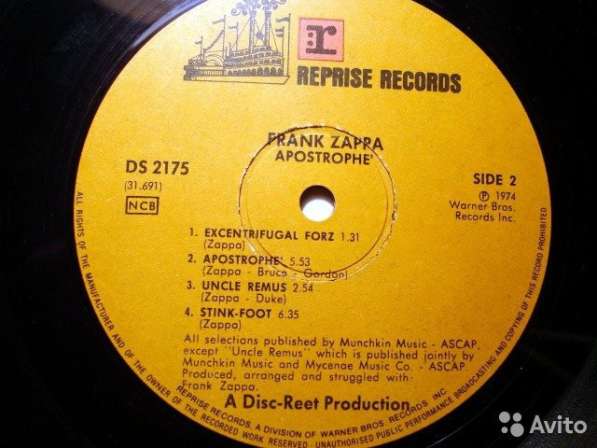 r
REPRISE RECORDS
FRANK ZAPPA
APOSTROPHE'
DS 2175
(31.691)
NCB
SIDE 2
Ⓟ 1974
Warner Bros.
Records Inc.
1. EXCENTRIFUGAL FORZ 1.31
(Zappa)
2. APOSTROPHE' 5.53
(Zappa - Bruce - Gordon)
3. UNCLE REMUS 2.54
(Zappa - Duke)
4. STINK-FOOT 6.35
(Zappa)
All selections published by Munchkin Music - ASCAP,
except "Uncle Remus" which is published jointly by
Munchkin Music and Mycenae Music Co. - ASCAP.
Produced, arranged and struggled with:
Frank Zappa.
A Disc-Reet Production
REPRISE RECORDS, A DIVISION OF WARNER BROS. RECORDS INC.
ALL RIGHTS OF THE MANUFACTURER, AND OF THE OWNER OF THE RECORDED WORK RESERVED - UNAUTHORISED PUBLIC PERFORMANCE BROADCASTING AND COPYING OF THIS RECORD PROHIBITED
Avito